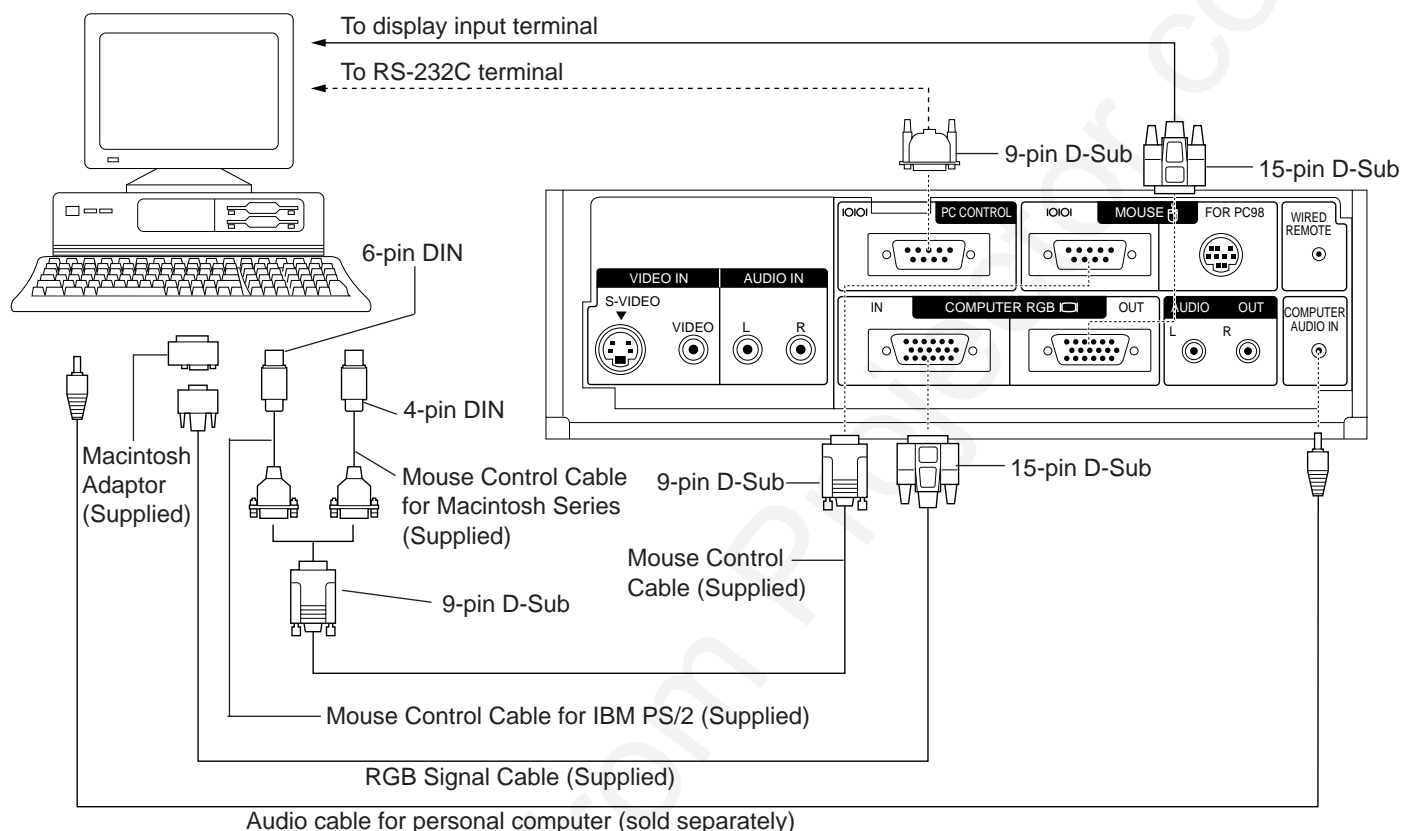 To display input terminal
To RS-232C terminal
9-pin D-Sub
15-pin D-Sub
6-pin DIN
PC CONTROL
MOUSE
FOR PC98
WIRED
REMOTE
VIDEO IN
AUDIO IN
S-VIDEO
VIDEO
L
R
IN
COMPUTER RGB
OUT
AUDIO
OUT
L
R
COMPUTER
AUDIO IN
4-pin DIN
Macintosh
Adaptor
(Supplied)
Mouse Control Cable
for Macintosh Series
(Supplied)
9-pin D-Sub
15-pin D-Sub
Mouse Control
Cable (Supplied)
9-pin D-Sub
Mouse Control Cable for IBM PS/2 (Supplied)
RGB Signal Cable (Supplied)
Audio cable for personal computer (sold separately)